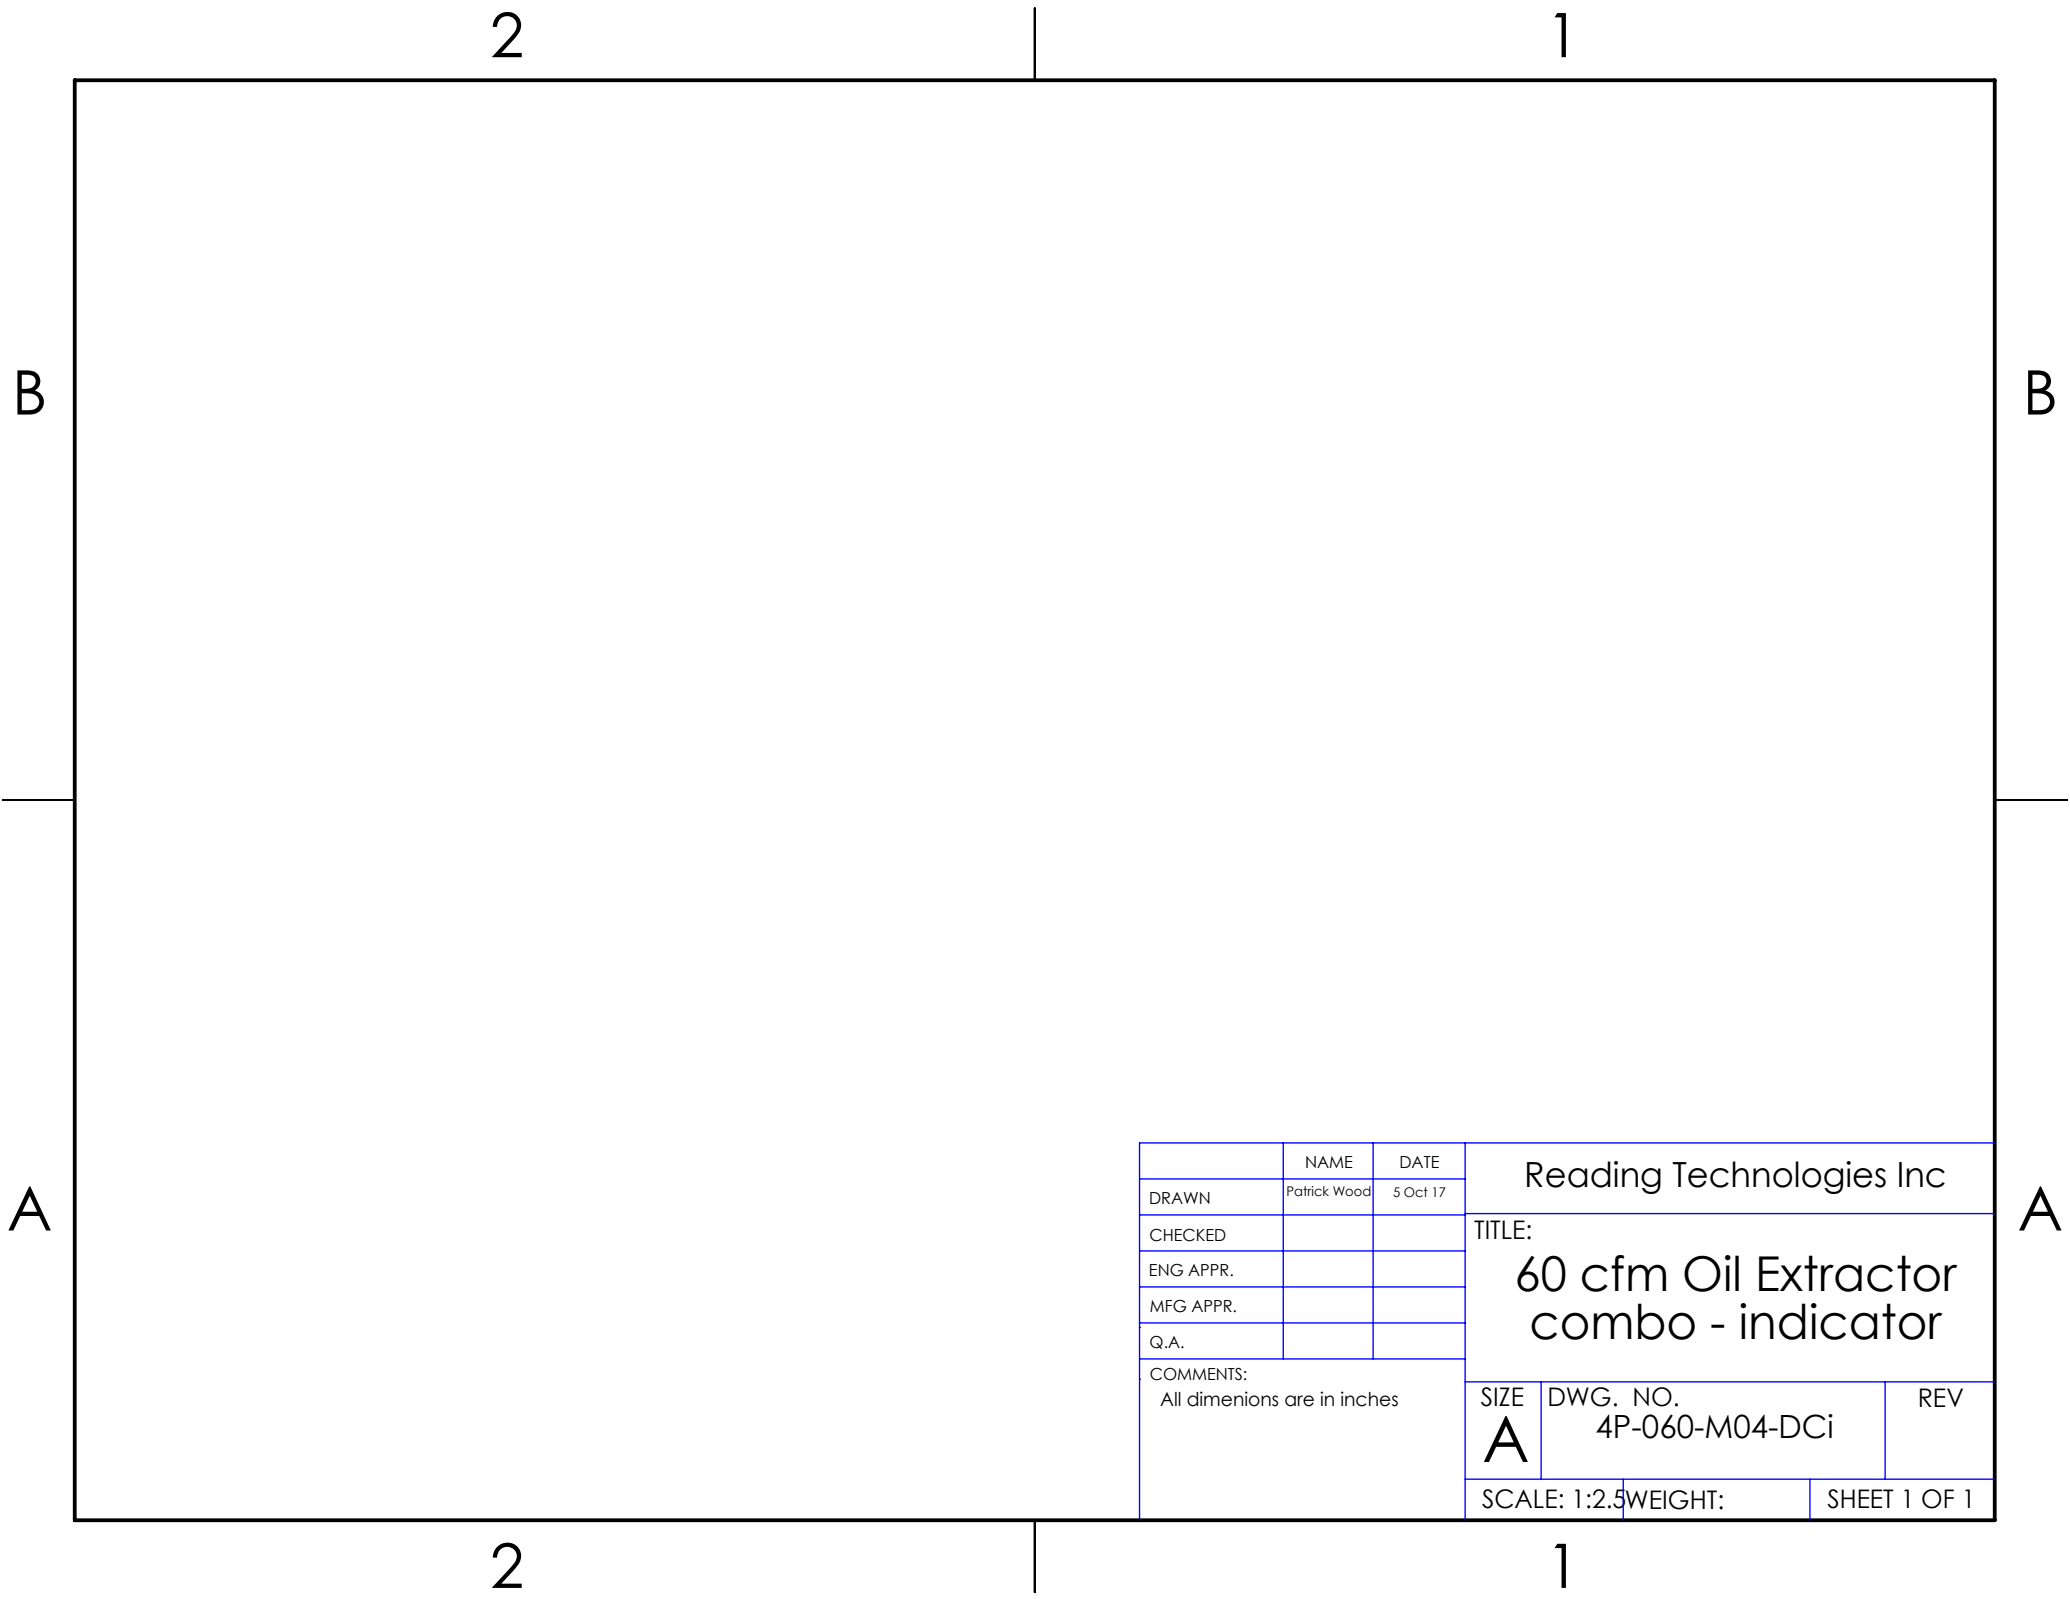 2 1
B B
A A
NAME DATE
DRAWN Patrick Wood 5 Oct 17
CHECKED
ENG APPR.
MFG APPR.
Q.A.
COMMENTS:
All dimenions are in inches
Reading Technologies Inc
TITLE:
60 cfm Oil Extractor
combo - indicator
SIZE DWG. NO. REV
A 4P-060-M04-DCi
SCALE: 1:2.5 WEIGHT: SHEET 1 OF 1
2 1